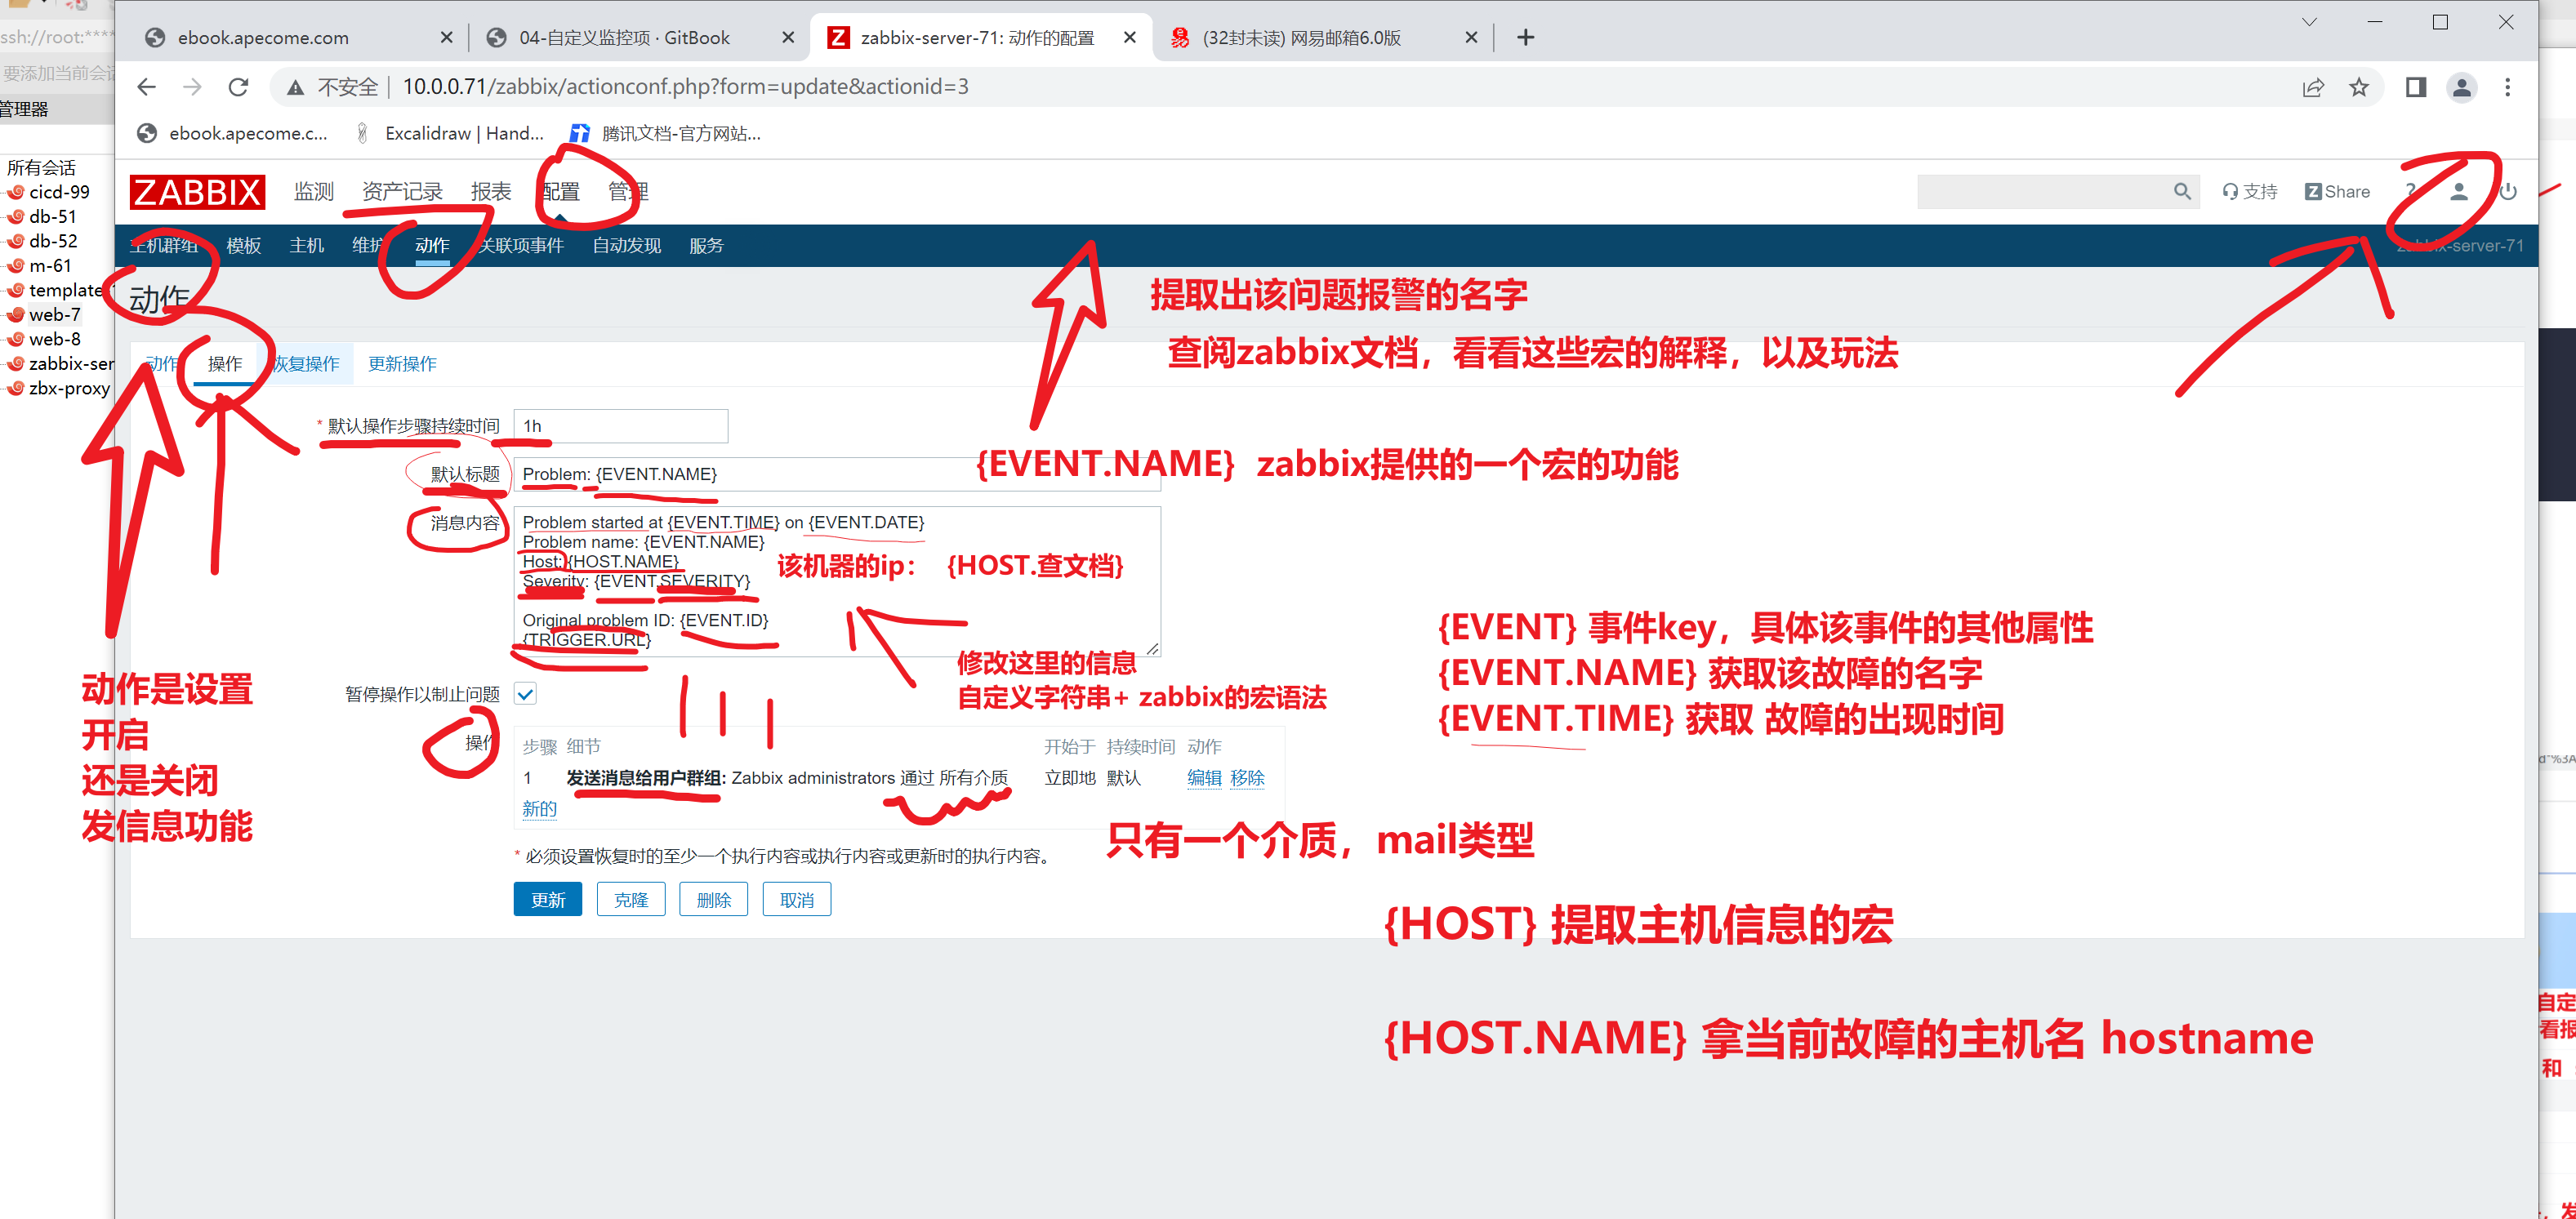 ssh://root:****
要添加当前会话
管理器
所有会话
cicd-99
db-51
db-52
m-61
template
web-7
web-8
zabbix-ser
zbx-proxy
ebook.apecome.com
04-自定义监控项 · GitBook
zabbix-server-71: 动作的配置
(32封未读) 网易邮箱6.0版
不安全 | 10.0.0.71/zabbix/actionconf.php?form=update&actionid=3
ebook.apecome.c...
Excalidraw | Hand...
腾讯文档-官方网站...
ZABBIX 监测 资产记录 报表 配置 管理
支持
Z Share
?
主机群组 模板 主机 维护 动作 关联项事件 自动发现 服务
zabbix-server-71
动作
提取出该问题报警的名字
查阅zabbix文档，看看这些宏的解释，以及玩法
动作 操作 恢复操作 更新操作
* 默认操作步骤持续时间 1h
默认标题 Problem: {EVENT.NAME}
{EVENT.NAME} zabbix提供的一个宏的功能
消息内容
Problem started at {EVENT.TIME} on {EVENT.DATE}
Problem name: {EVENT.NAME}
Host: {HOST.NAME}
Severity: {EVENT.SEVERITY}
该机器的ip： {HOST.查文档}
Original problem ID: {EVENT.ID}
{TRIGGER.URL}
修改这里的信息
自定义字符串+ zabbix的宏语法
{EVENT} 事件key，具体该事件的其他属性
{EVENT.NAME} 获取该故障的名字
{EVENT.TIME} 获取 故障的出现时间
动作是设置
开启
还是关闭
发信息功能
暂停操作以制止问题
操作
步骤 细节 开始于 持续时间 动作
1 发送消息给用户群组: Zabbix administrators 通过 所有介质 立即地 默认 编辑 移除
新的
只有一个介质，mail类型
* 必须设置恢复时的至少一个执行内容或执行内容或更新时的执行内容。
更新 克隆 删除 取消
{HOST} 提取主机信息的宏
{HOST.NAME} 拿当前故障的主机名 hostname
自定
看报
和
发